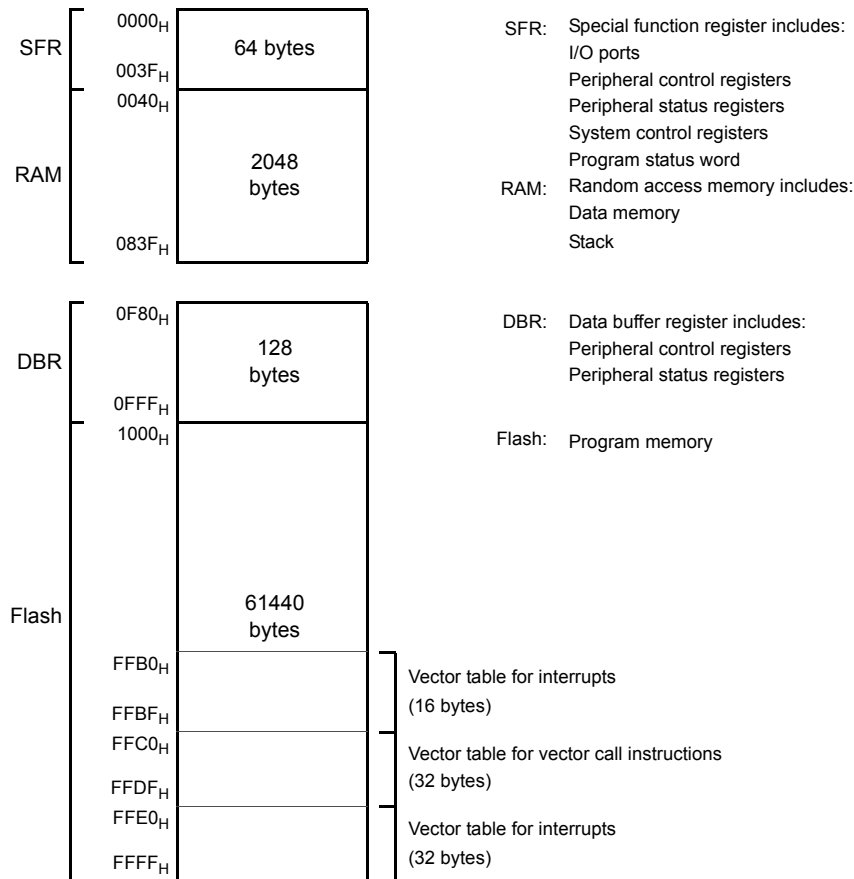 SFR
0000H
003FH
64 bytes
RAM
0040H
083FH
2048
bytes
DBR
0F80H
0FFFH
128
bytes
Flash
1000H
61440
bytes
FFB0H
FFBFH
Vector table for interrupts
(16 bytes)
FFC0H
FFDFH
Vector table for vector call instructions
(32 bytes)
FFE0H
FFFFH
Vector table for interrupts
(32 bytes)
SFR: Special function register includes:
I/O ports
Peripheral control registers
Peripheral status registers
System control registers
Program status word
RAM: Random access memory includes:
Data memory
Stack
DBR: Data buffer register includes:
Peripheral control registers
Peripheral status registers
Flash: Program memory